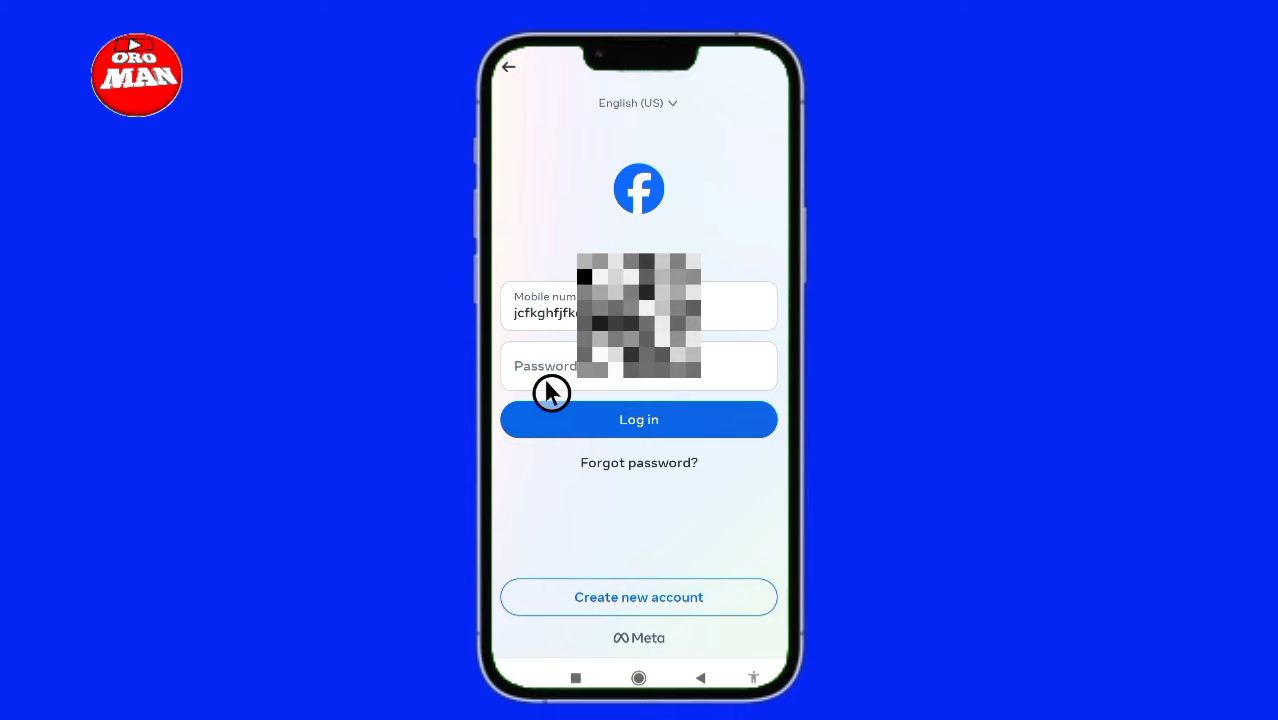 ORO
MAN
English (US)
Mobile num
jcfkghfjfk
Password
Log in
Forgot password?
Create new account
Meta